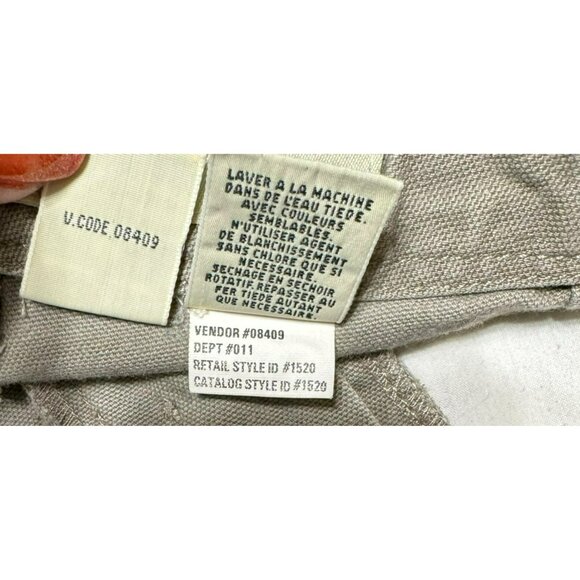 V.CODE.08409
LAVER A LA MACHINE
DANS DE L'EAU TIEDE.
AVEC COULEURS
SEMBLABLES.
N'UTILISER AGENT
DE BLANCHISSEMENT
SANS CHLORE QUE SI
NECESSAIRE.
SECHAGE EN SECHOIR
ROTATIF.REPASSER AU
FER TIEDE AUTANT
QUE NECESSAIRE.
VENDOR #08409
DEPT #011
RETAIL STYLE ID #1520
CATALOG STYLE ID #1520